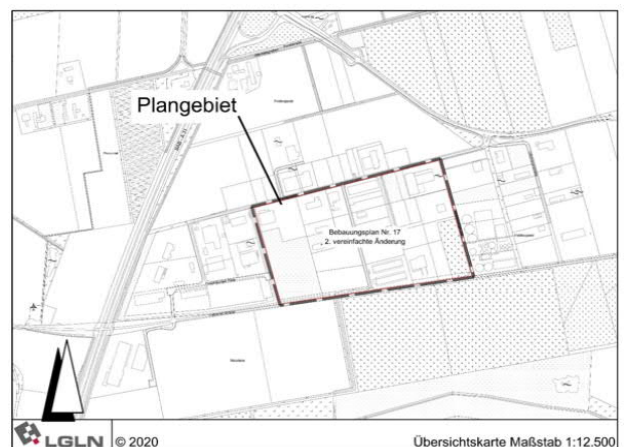 Plangebiet
Bebauungsplan Nr. 17
2. vereinfachte Änderung
LGLN © 2020
Übersichtskarte Maßstab 1:12.500